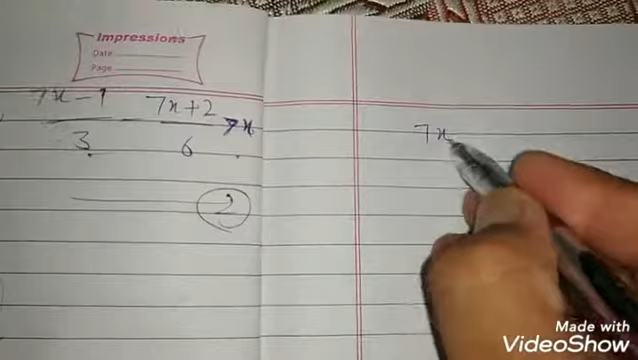 Impressions
Date
Page
7x-1 7x+2 7x
3 6
2
7x
Made with
VideoShow